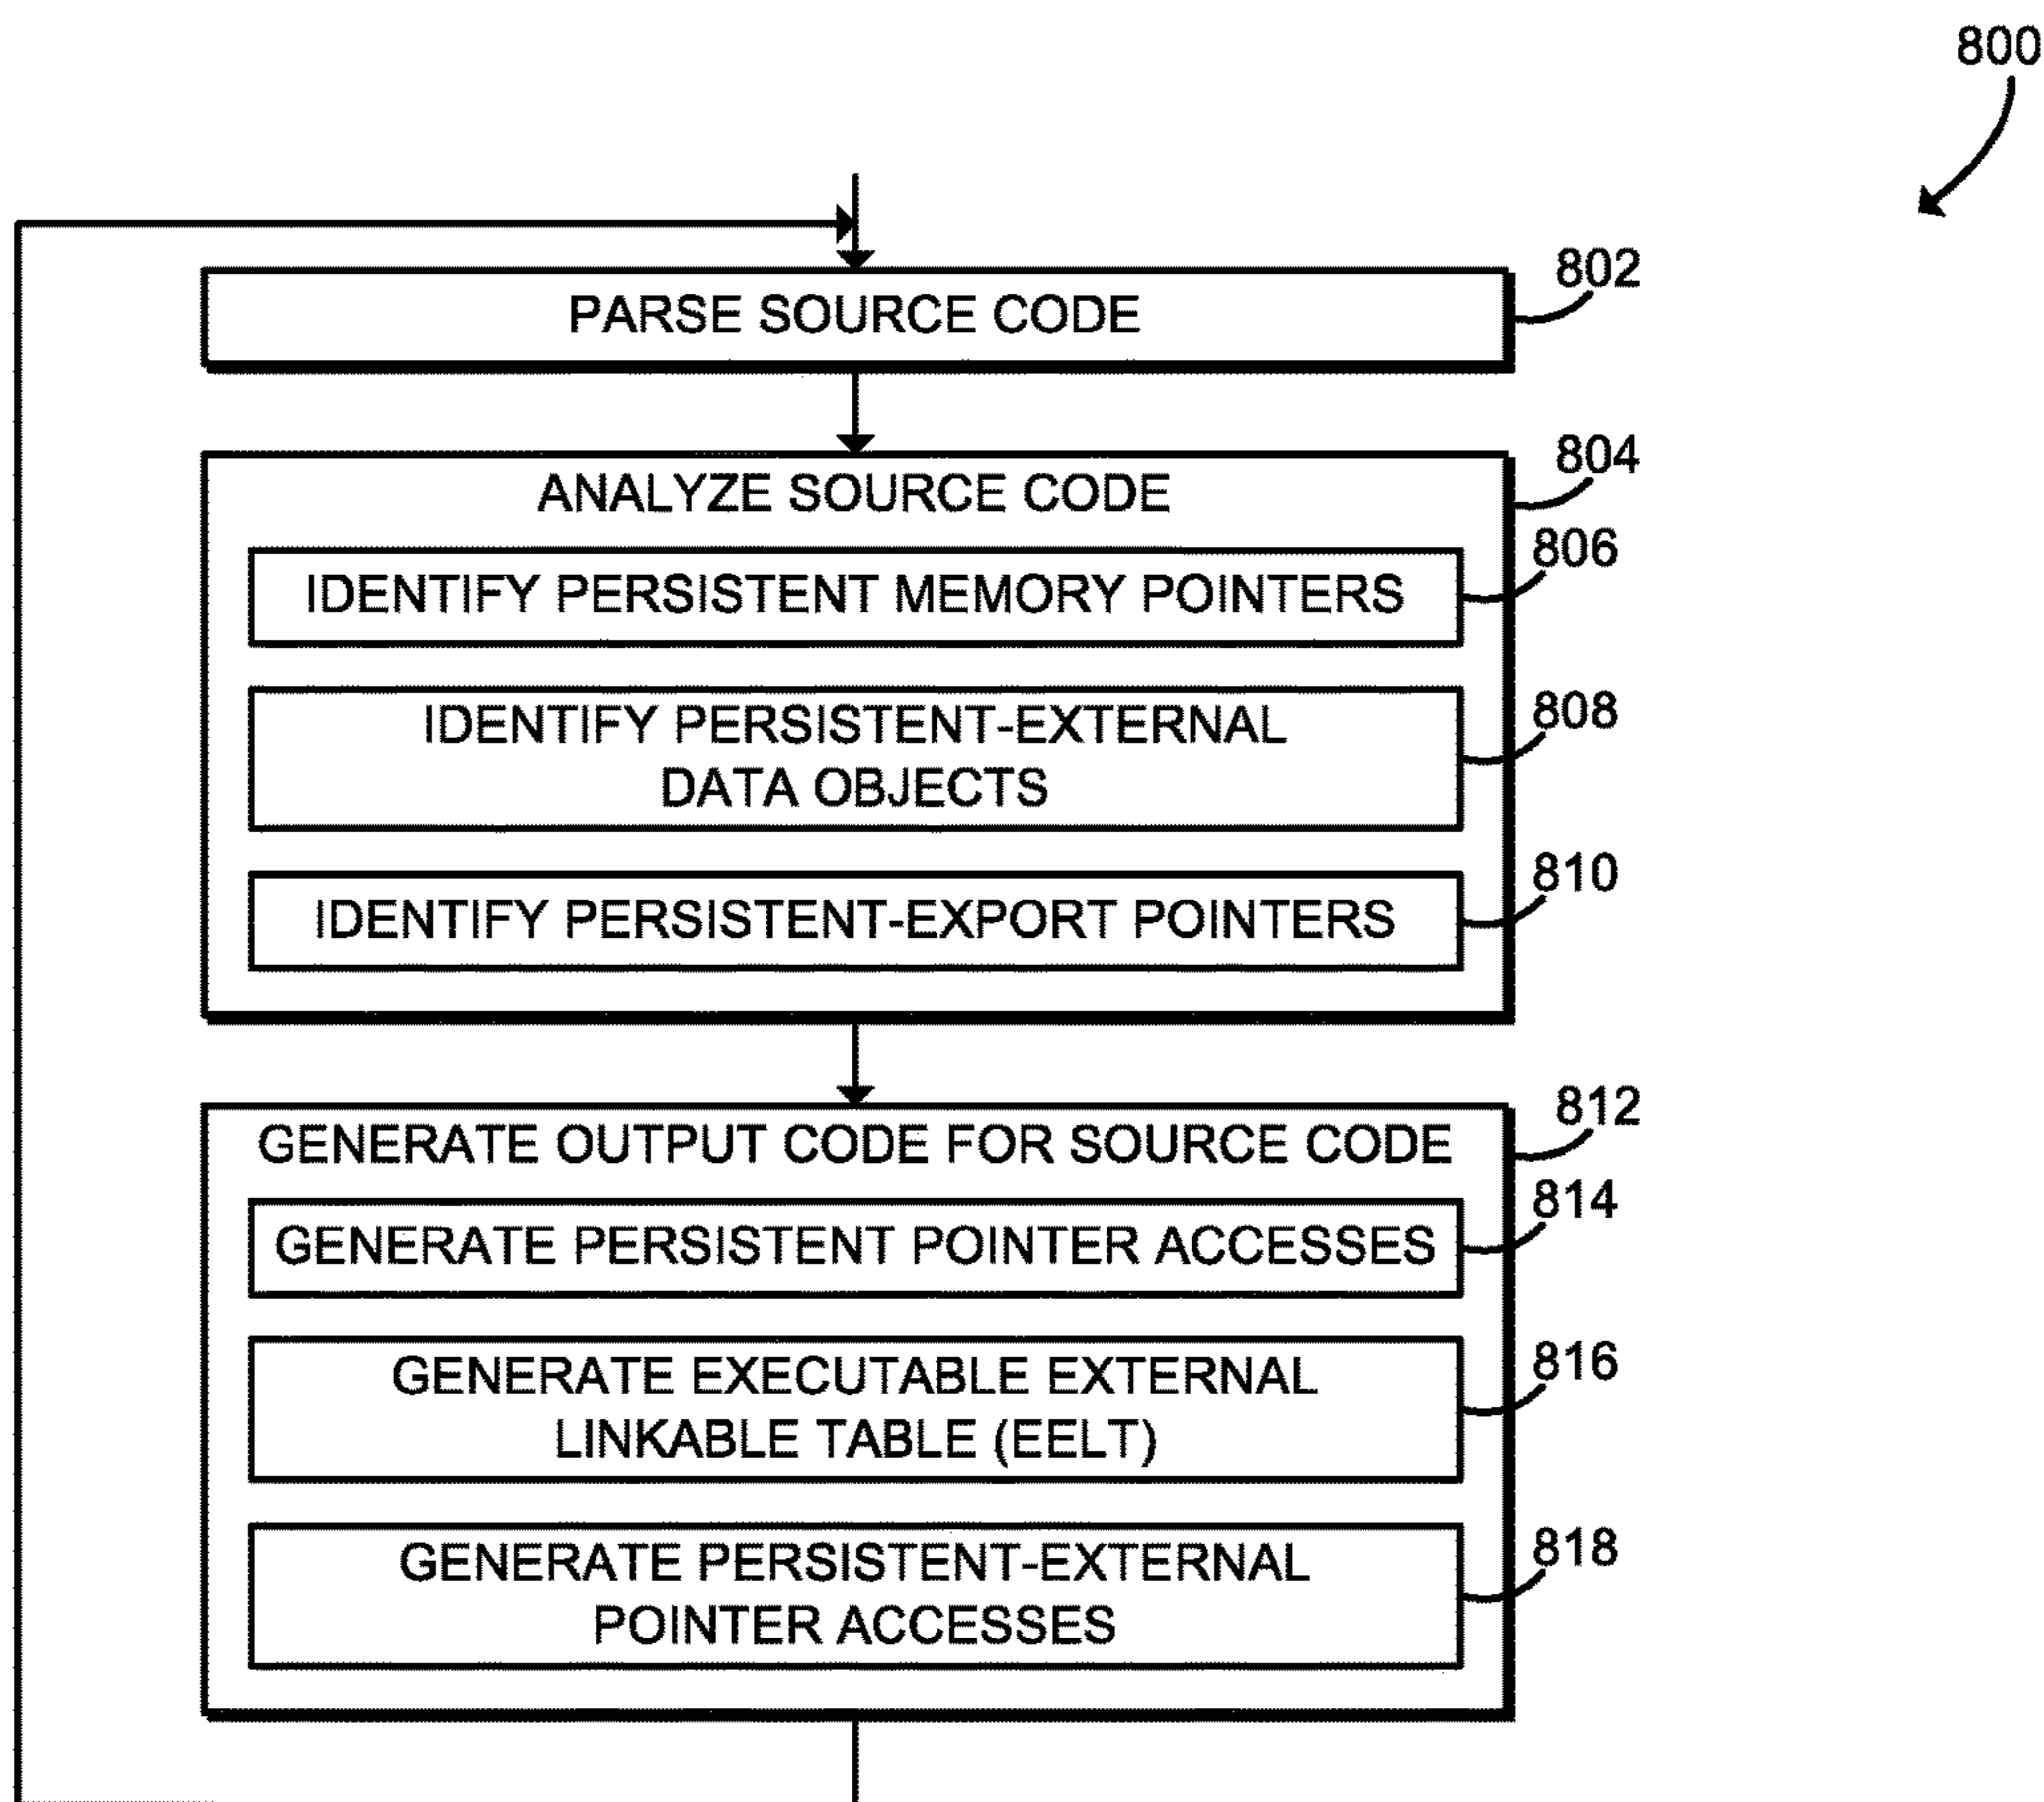 800
802
PARSE SOURCE CODE
804
ANALYZE SOURCE CODE
806
IDENTIFY PERSISTENT MEMORY POINTERS
808
IDENTIFY PERSISTENT-EXTERNAL
DATA OBJECTS
810
IDENTIFY PERSISTENT-EXPORT POINTERS
812
GENERATE OUTPUT CODE FOR SOURCE CODE
814
GENERATE PERSISTENT POINTER ACCESSES
816
GENERATE EXECUTABLE EXTERNAL
LINKABLE TABLE (EELT)
818
GENERATE PERSISTENT-EXTERNAL
POINTER ACCESSES